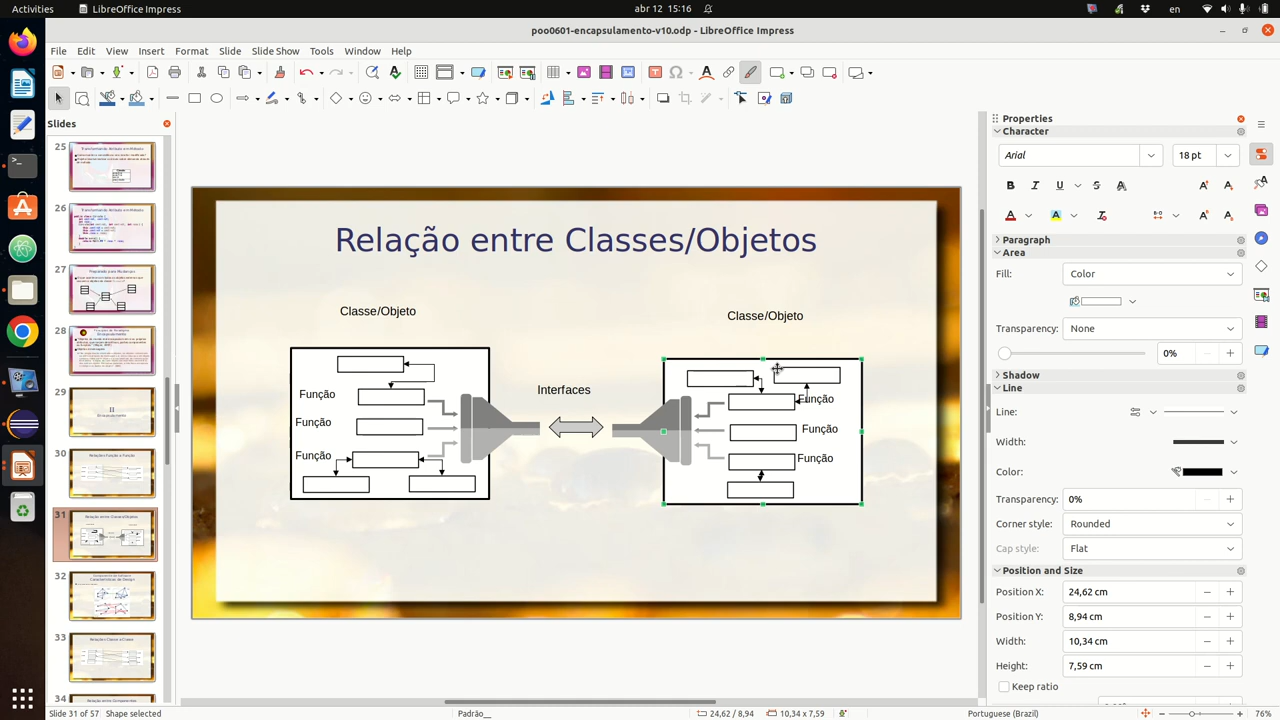 Activities
LibreOffice Impress
abr 12 15:16
en
poo0601-encapsulamento-v10.odp - LibreOffice Impress
File Edit View Insert Format Slide Slide Show Tools Window Help
Slides
25
26
27
28
29
30
31
32
33
34
Relação entre Classes/Objetos
Classe/Objeto
Classe/Objeto
Interfaces
Função
Função
Função
Função
Função
Função
Properties
Character
Arial
18 pt
Paragraph
Area
Fill:
Color
Transparency:
None
0%
Shadow
Line
Line:
Width:
Color:
Transparency:
0%
Corner style:
Rounded
Cap style:
Flat
Position and Size
Position X:
24,62 cm
Position Y:
8,94 cm
Width:
10,34 cm
Height:
7,59 cm
Keep ratio
Slide 31 of 57
Shape selected
Padrão__
24,62 / 8,94
10,34 x 7,59
Portuguese (Brazil)
76%